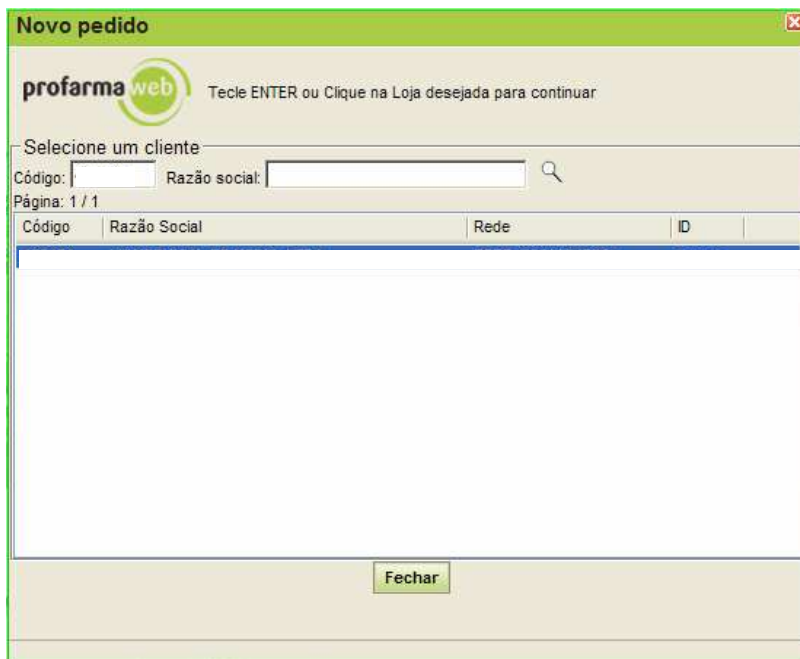 Novo pedido
profarma web
Tecle ENTER ou Clique na Loja desejada para continuar
Selecione um cliente
Código: Razão social:
Página: 1 / 1
Código Razão Social Rede ID
Fechar